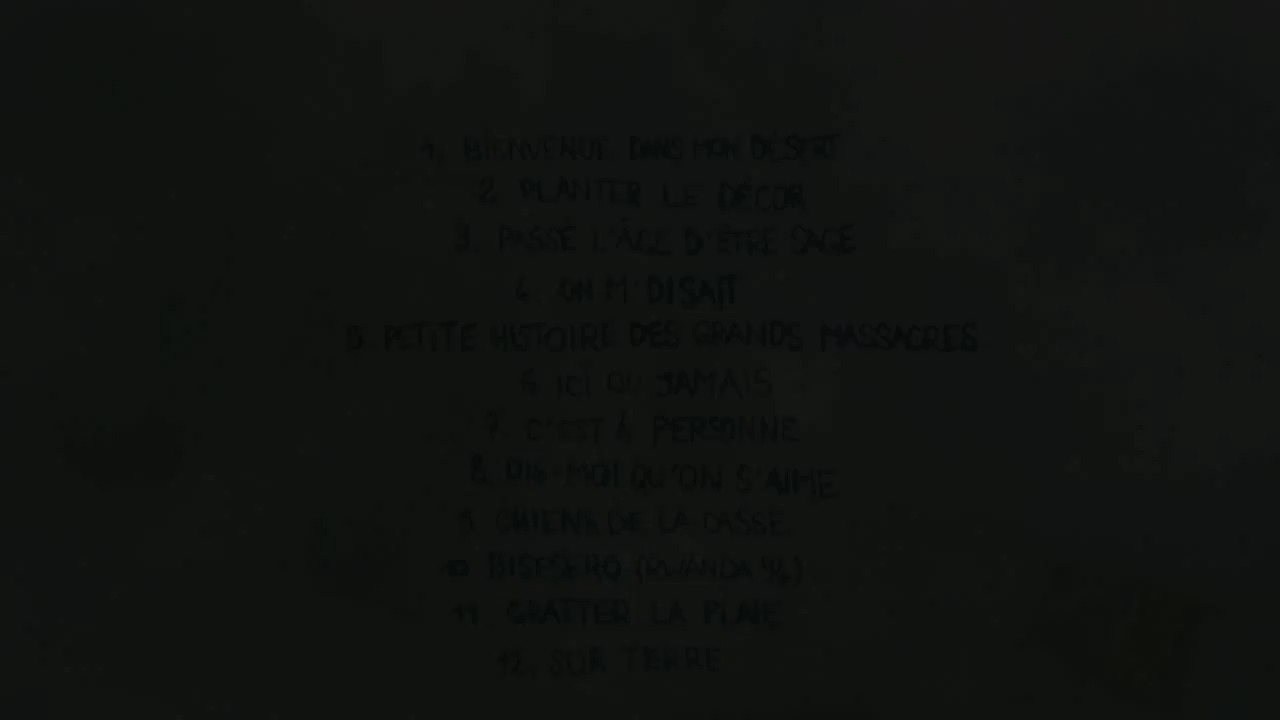 1. BIENVENUE DANS MON DÉSERT
2. PLANTER LE DÉCOR
3. PASSÉ L'ÂGE D'ÊTRE SAGE
4. ON M'DISAIT
5. PETITE HISTOIRE DES GRANDS MASSACRES
6. ICI OU JAMAIS
7. C'EST À PERSONNE
8. DIS-MOI QU'ON S'AIME
9. CHIENS DE LA CASSE
10 BISESERO (RWANDA 94)
11 GRATTER LA PLAIE
12. SUR TERRE